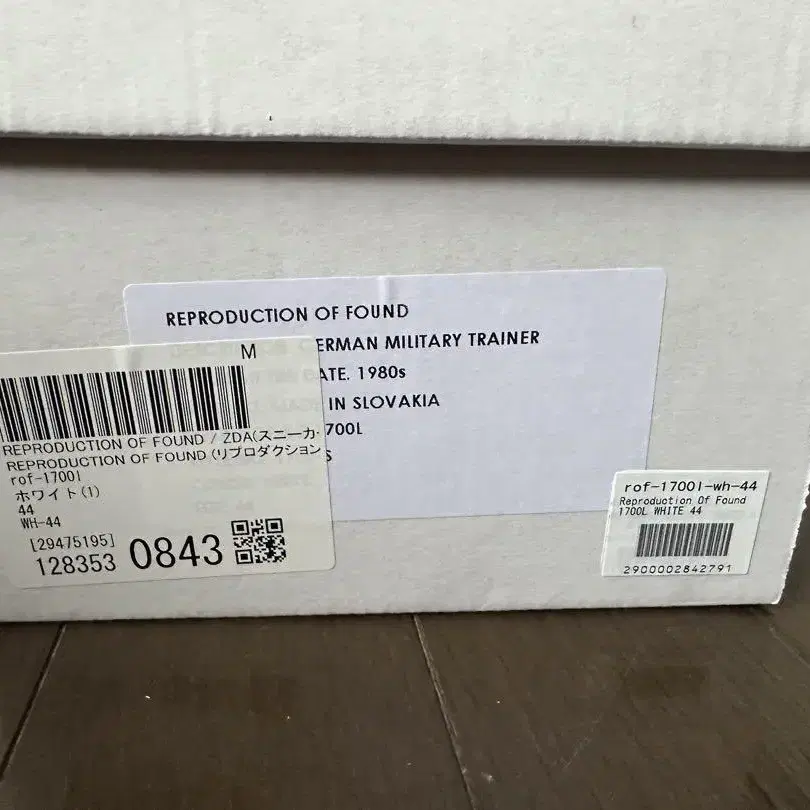 REPRODUCTION OF FOUND
ERMAN MILITARY TRAINER
ATE. 1980s
IN SLOVAKIA
700L
S
M
REPRODUCTION OF FOUND / ZDA(スニーカ-
REPRODUCTION OF FOUND (リプロダクション
rof-1700l
ホワイト(1)
44
WH-44
[29475195]
128353 0843
rof-1700l-wh-44
Reproduction Of Found
1700L WHITE 44
2900002842791